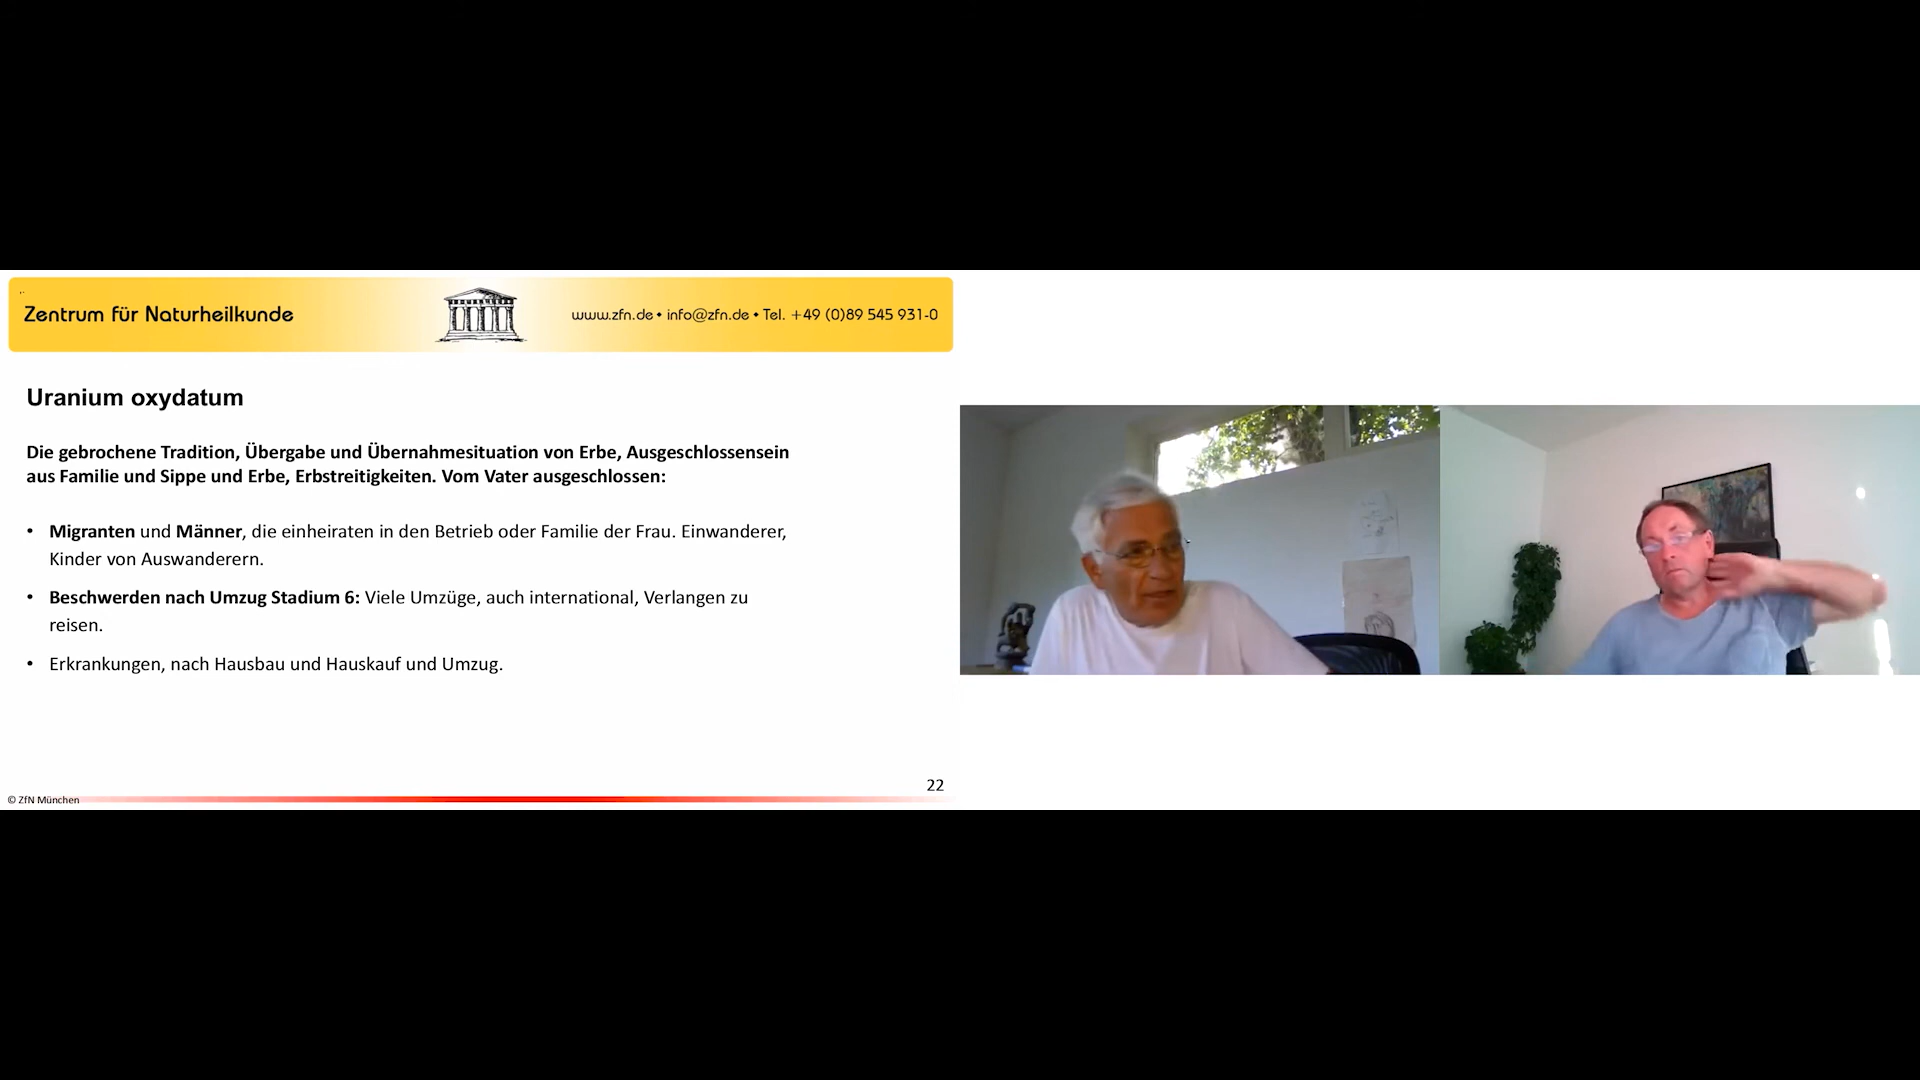 Zentrum für Naturheilkunde
www.zfn.de • info@zfn.de • Tel. +49 (0)89 545 931-0
Uranium oxydatum
Die gebrochene Tradition, Übergabe und Übernahmesituation von Erbe, Ausgeschlossensein
aus Familie und Sippe und Erbe, Erbstreitigkeiten. Vom Vater ausgeschlossen:
• Migranten und Männer, die einheiraten in den Betrieb oder Familie der Frau. Einwanderer,
Kinder von Auswanderern.
• Beschwerden nach Umzug Stadium 6: Viele Umzüge, auch international, Verlangen zu
reisen.
• Erkrankungen, nach Hausbau und Hauskauf und Umzug.
22
© ZfN München